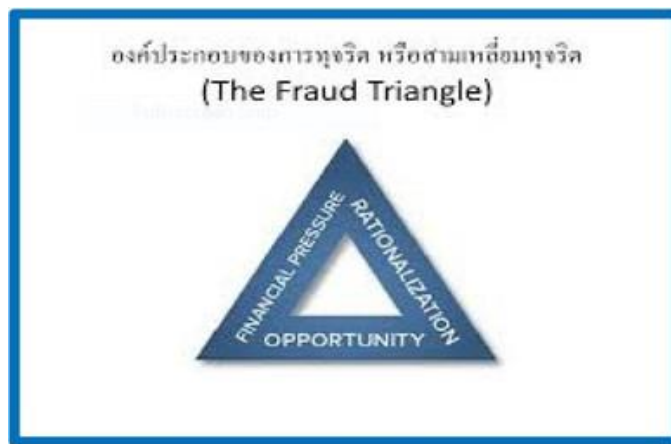 องค์ประกอบของการทุจริต หรือสามเหลี่ยมทุจริต
(The Fraud Triangle)
FINANCIAL PRESSURE
RATIONALIZATION
OPPORTUNITY